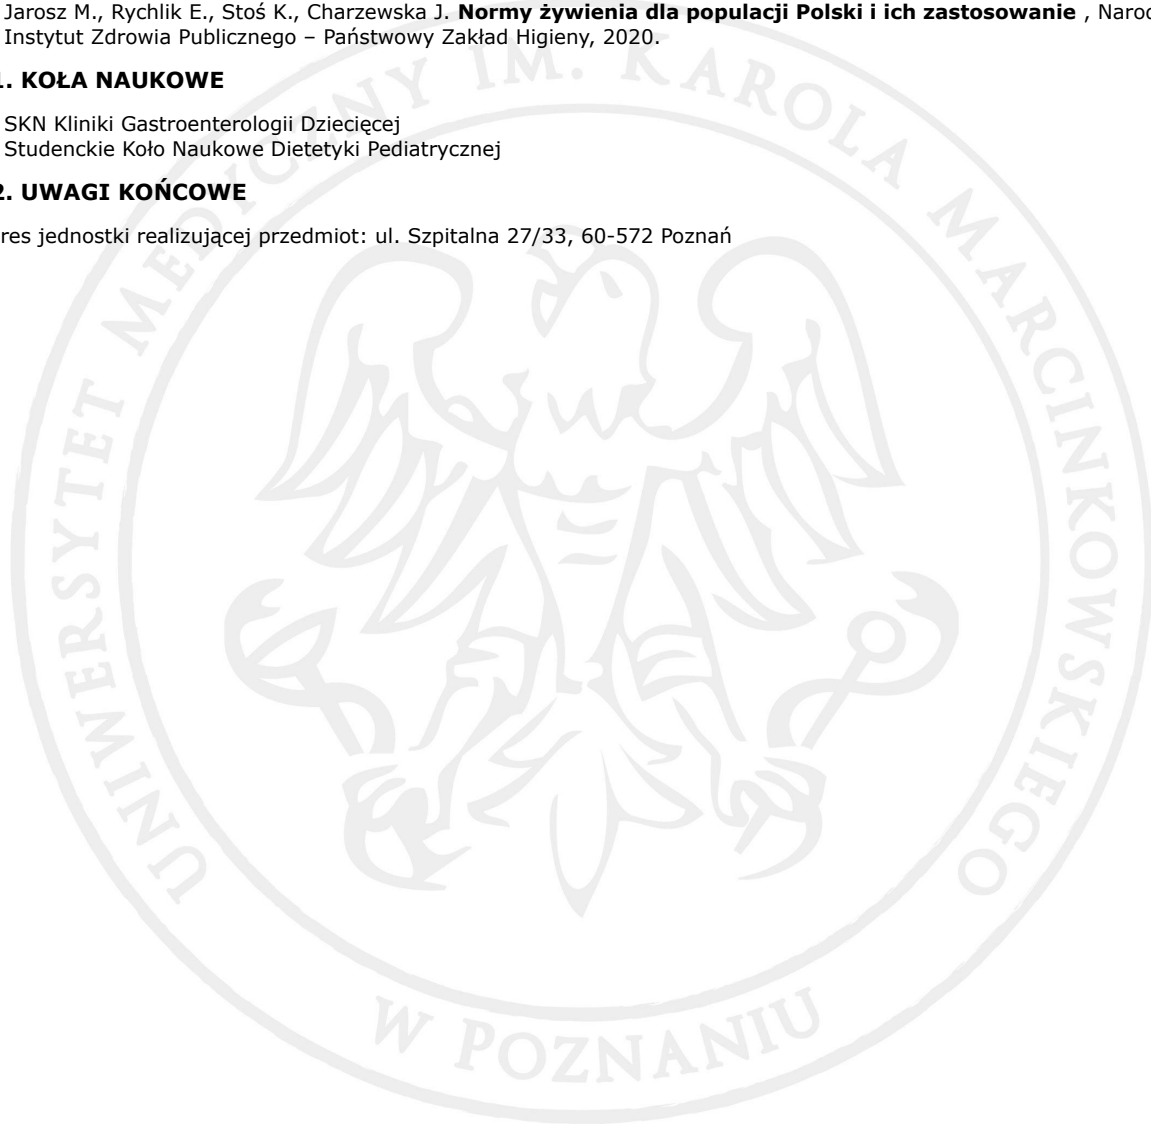 Jarosz M., Rychlik E., Stoś K., Charzewska J. Normy żywienia dla populacji Polski i ich zastosowanie , Narod
Instytut Zdrowia Publicznego – Państwowy Zakład Higieny, 2020.
1. KOŁA NAUKOWE
SKN Kliniki Gastroenterologii Dziecięcej
Studenckie Koło Naukowe Dietetyki Pediatrycznej
2. UWAGI KOŃCOWE
res jednostki realizującej przedmiot: ul. Szpitalna 27/33, 60-572 Poznań
UNIWERSYTET MEDYCZNY IM. KAROLA MARCINKOWSKIEGO
W POZNANIU